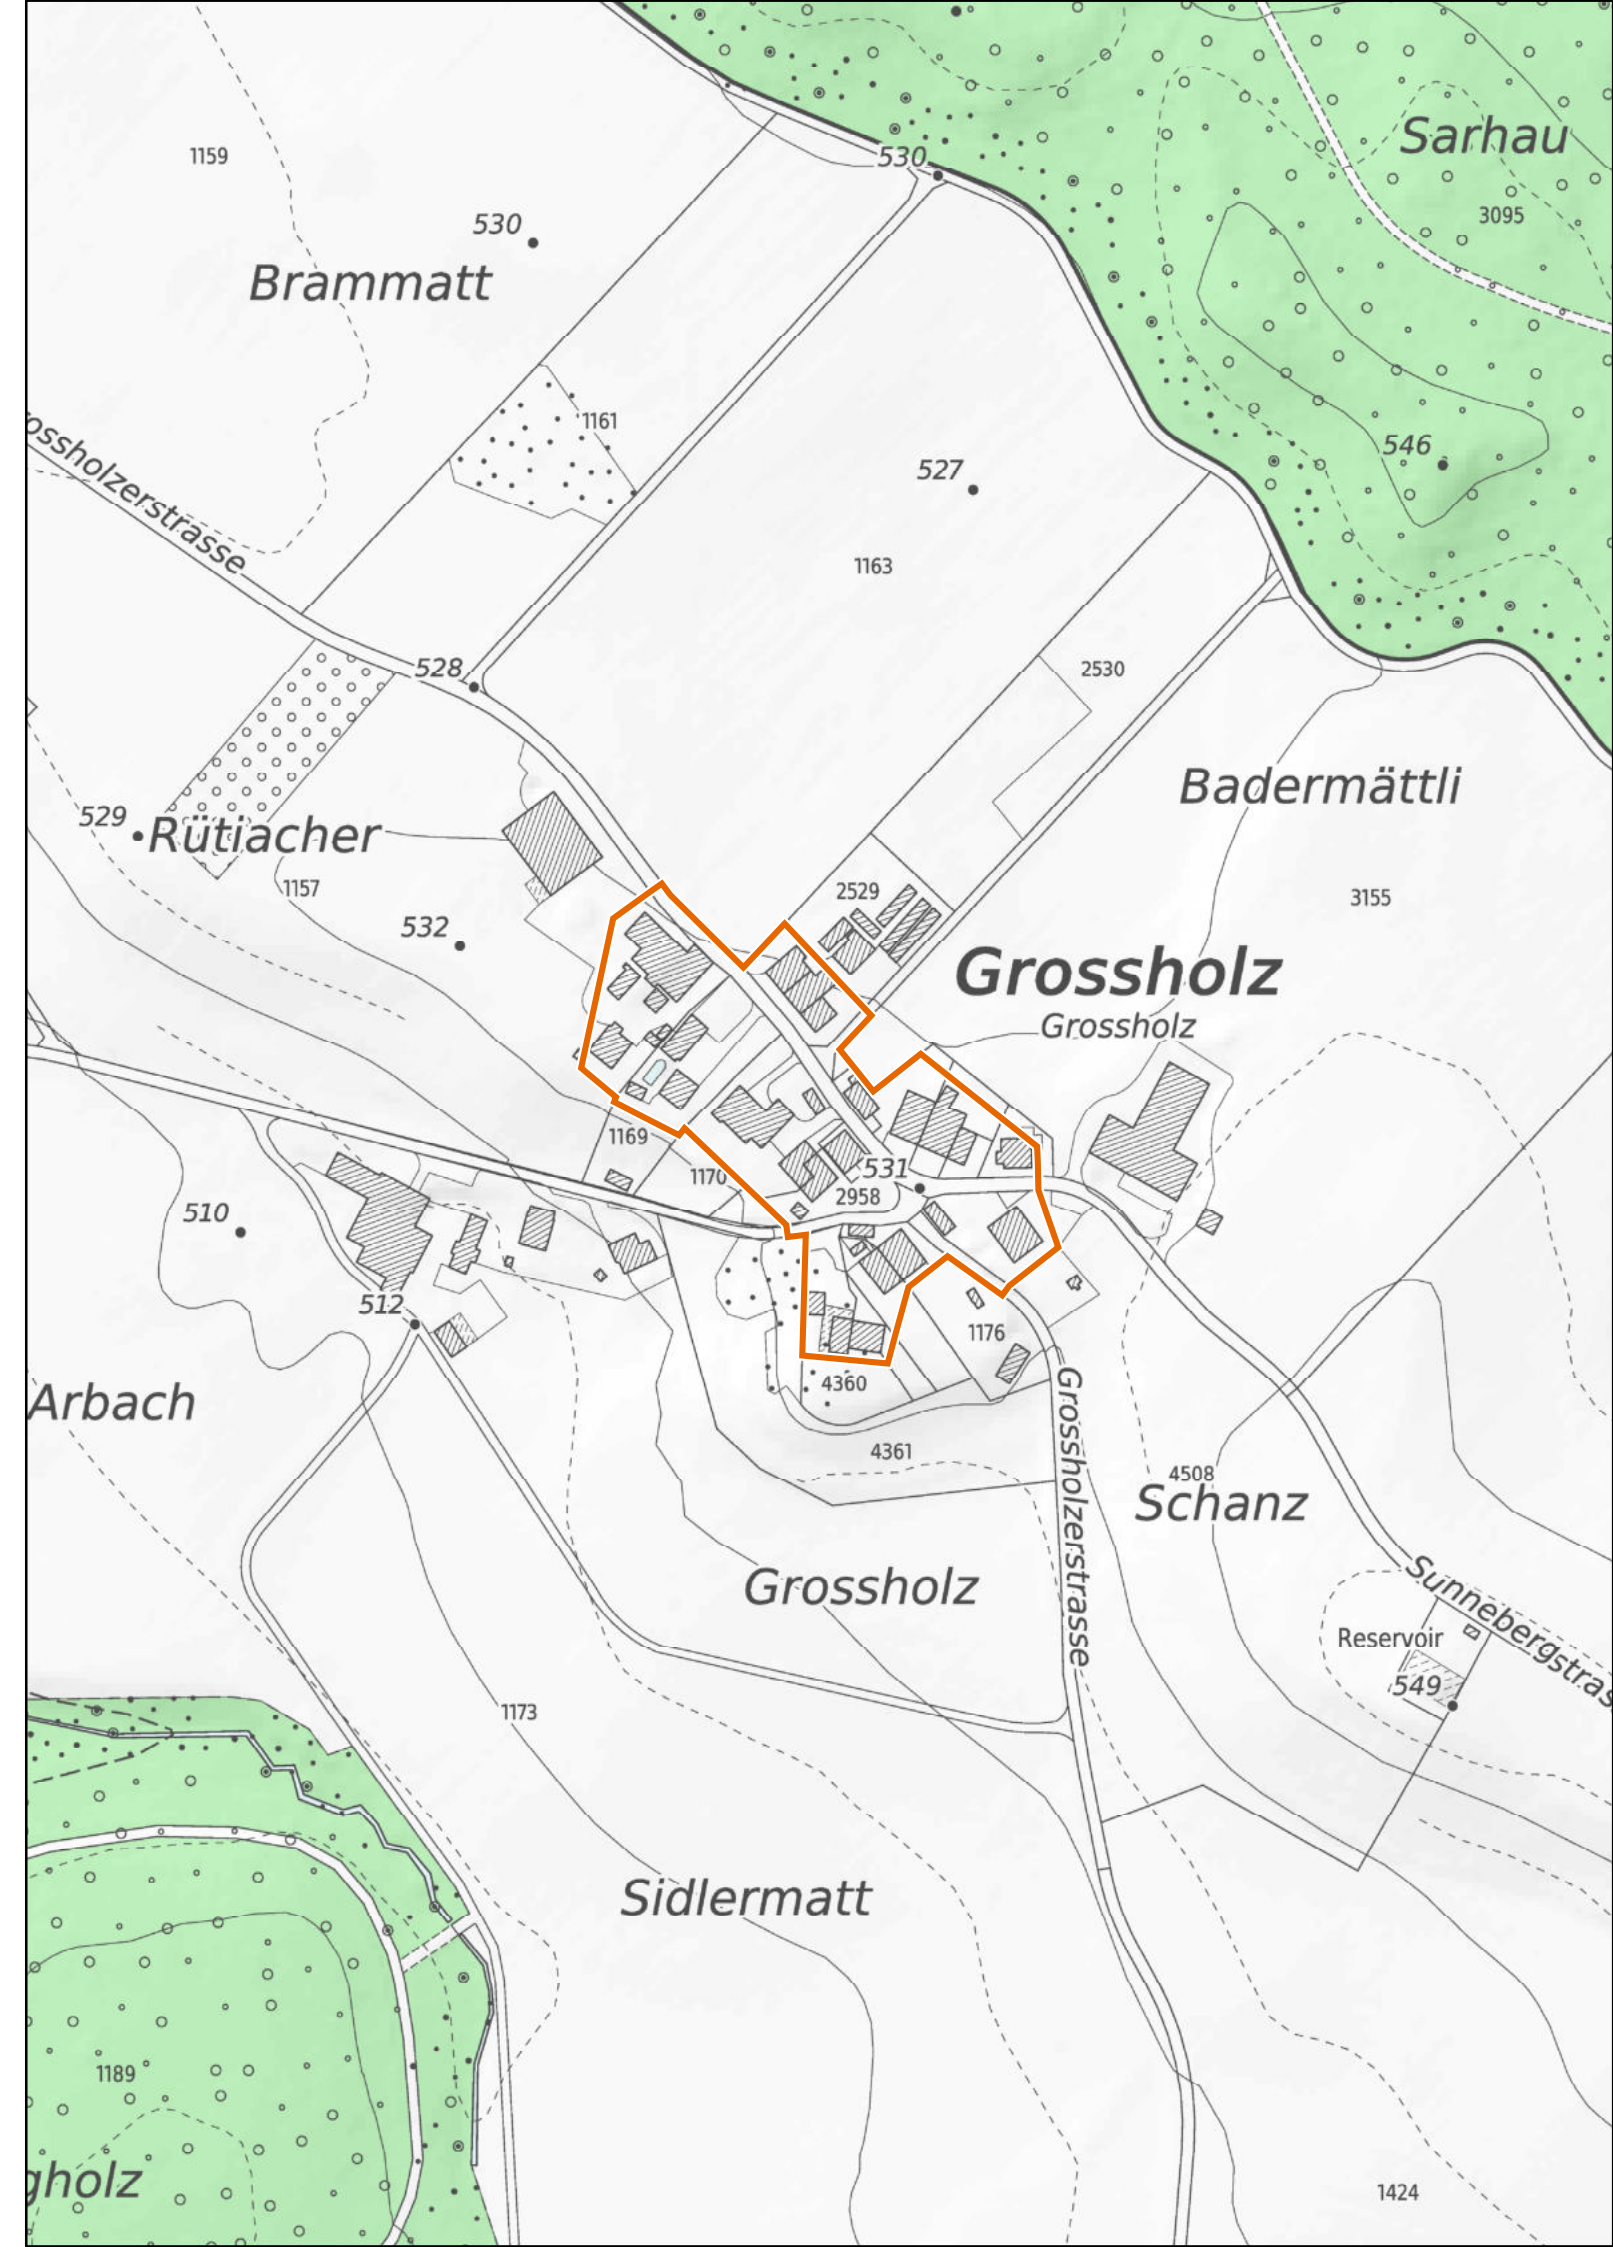 Sarhau
1159
530
3095
530
Brammatt
1161
546
527
ossholzerstrasse
1163
528
2530
Badermättli
529
Rütiacher
1157
2529
3155
532
Grossholz
Grossholz
1169
531
1170
2958
510
512
1176
4360
Arbach
4361
4508
Schanz
Grossholzerstrasse
Grossholz
Sunnebergstras
Reservoir
549
1173
Sidlermatt
1189
gholz
1424